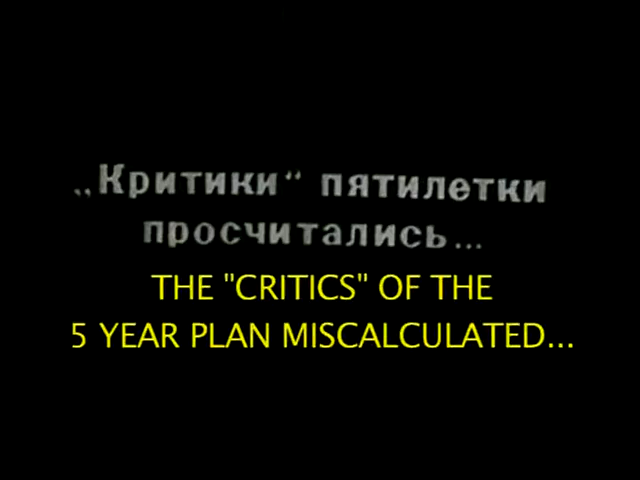 „Критики“ пятилетки
просчитались...
THE "CRITICS" OF THE
5 YEAR PLAN MISCALCULATED...